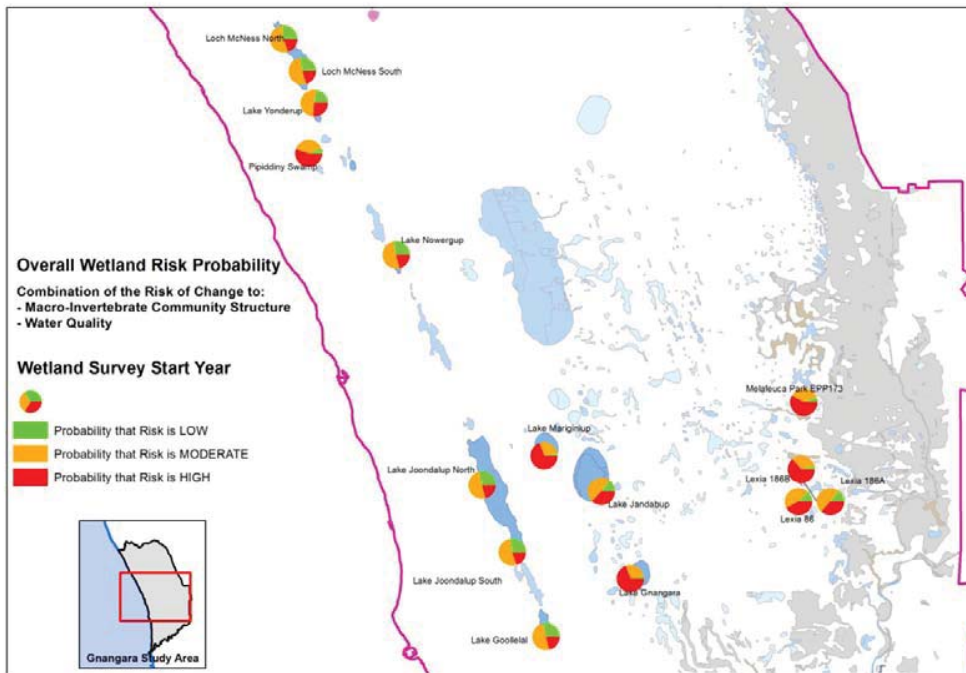 Loch McNess North
Loch McNess South
Lake Yonderup
Pipiddiny Swamp
Lake Nowergup
Overall Wetland Risk Probability
Combination of the Risk of Change to:
- Macro-Invertebrate Community Structure
- Water Quality
Wetland Survey Start Year
Probability that Risk is LOW
Probability that Risk is MODERATE
Probability that Risk is HIGH
Melaleuca Park EPP173
Lake Mariginiup
Lake Joondalup North
Lexia 186B
Lexia 186A
Lake Jandabup
Lexia 86
Lake Joondalup South
Lake Gnangara
Lake Goollelal
Gnangara Study Area